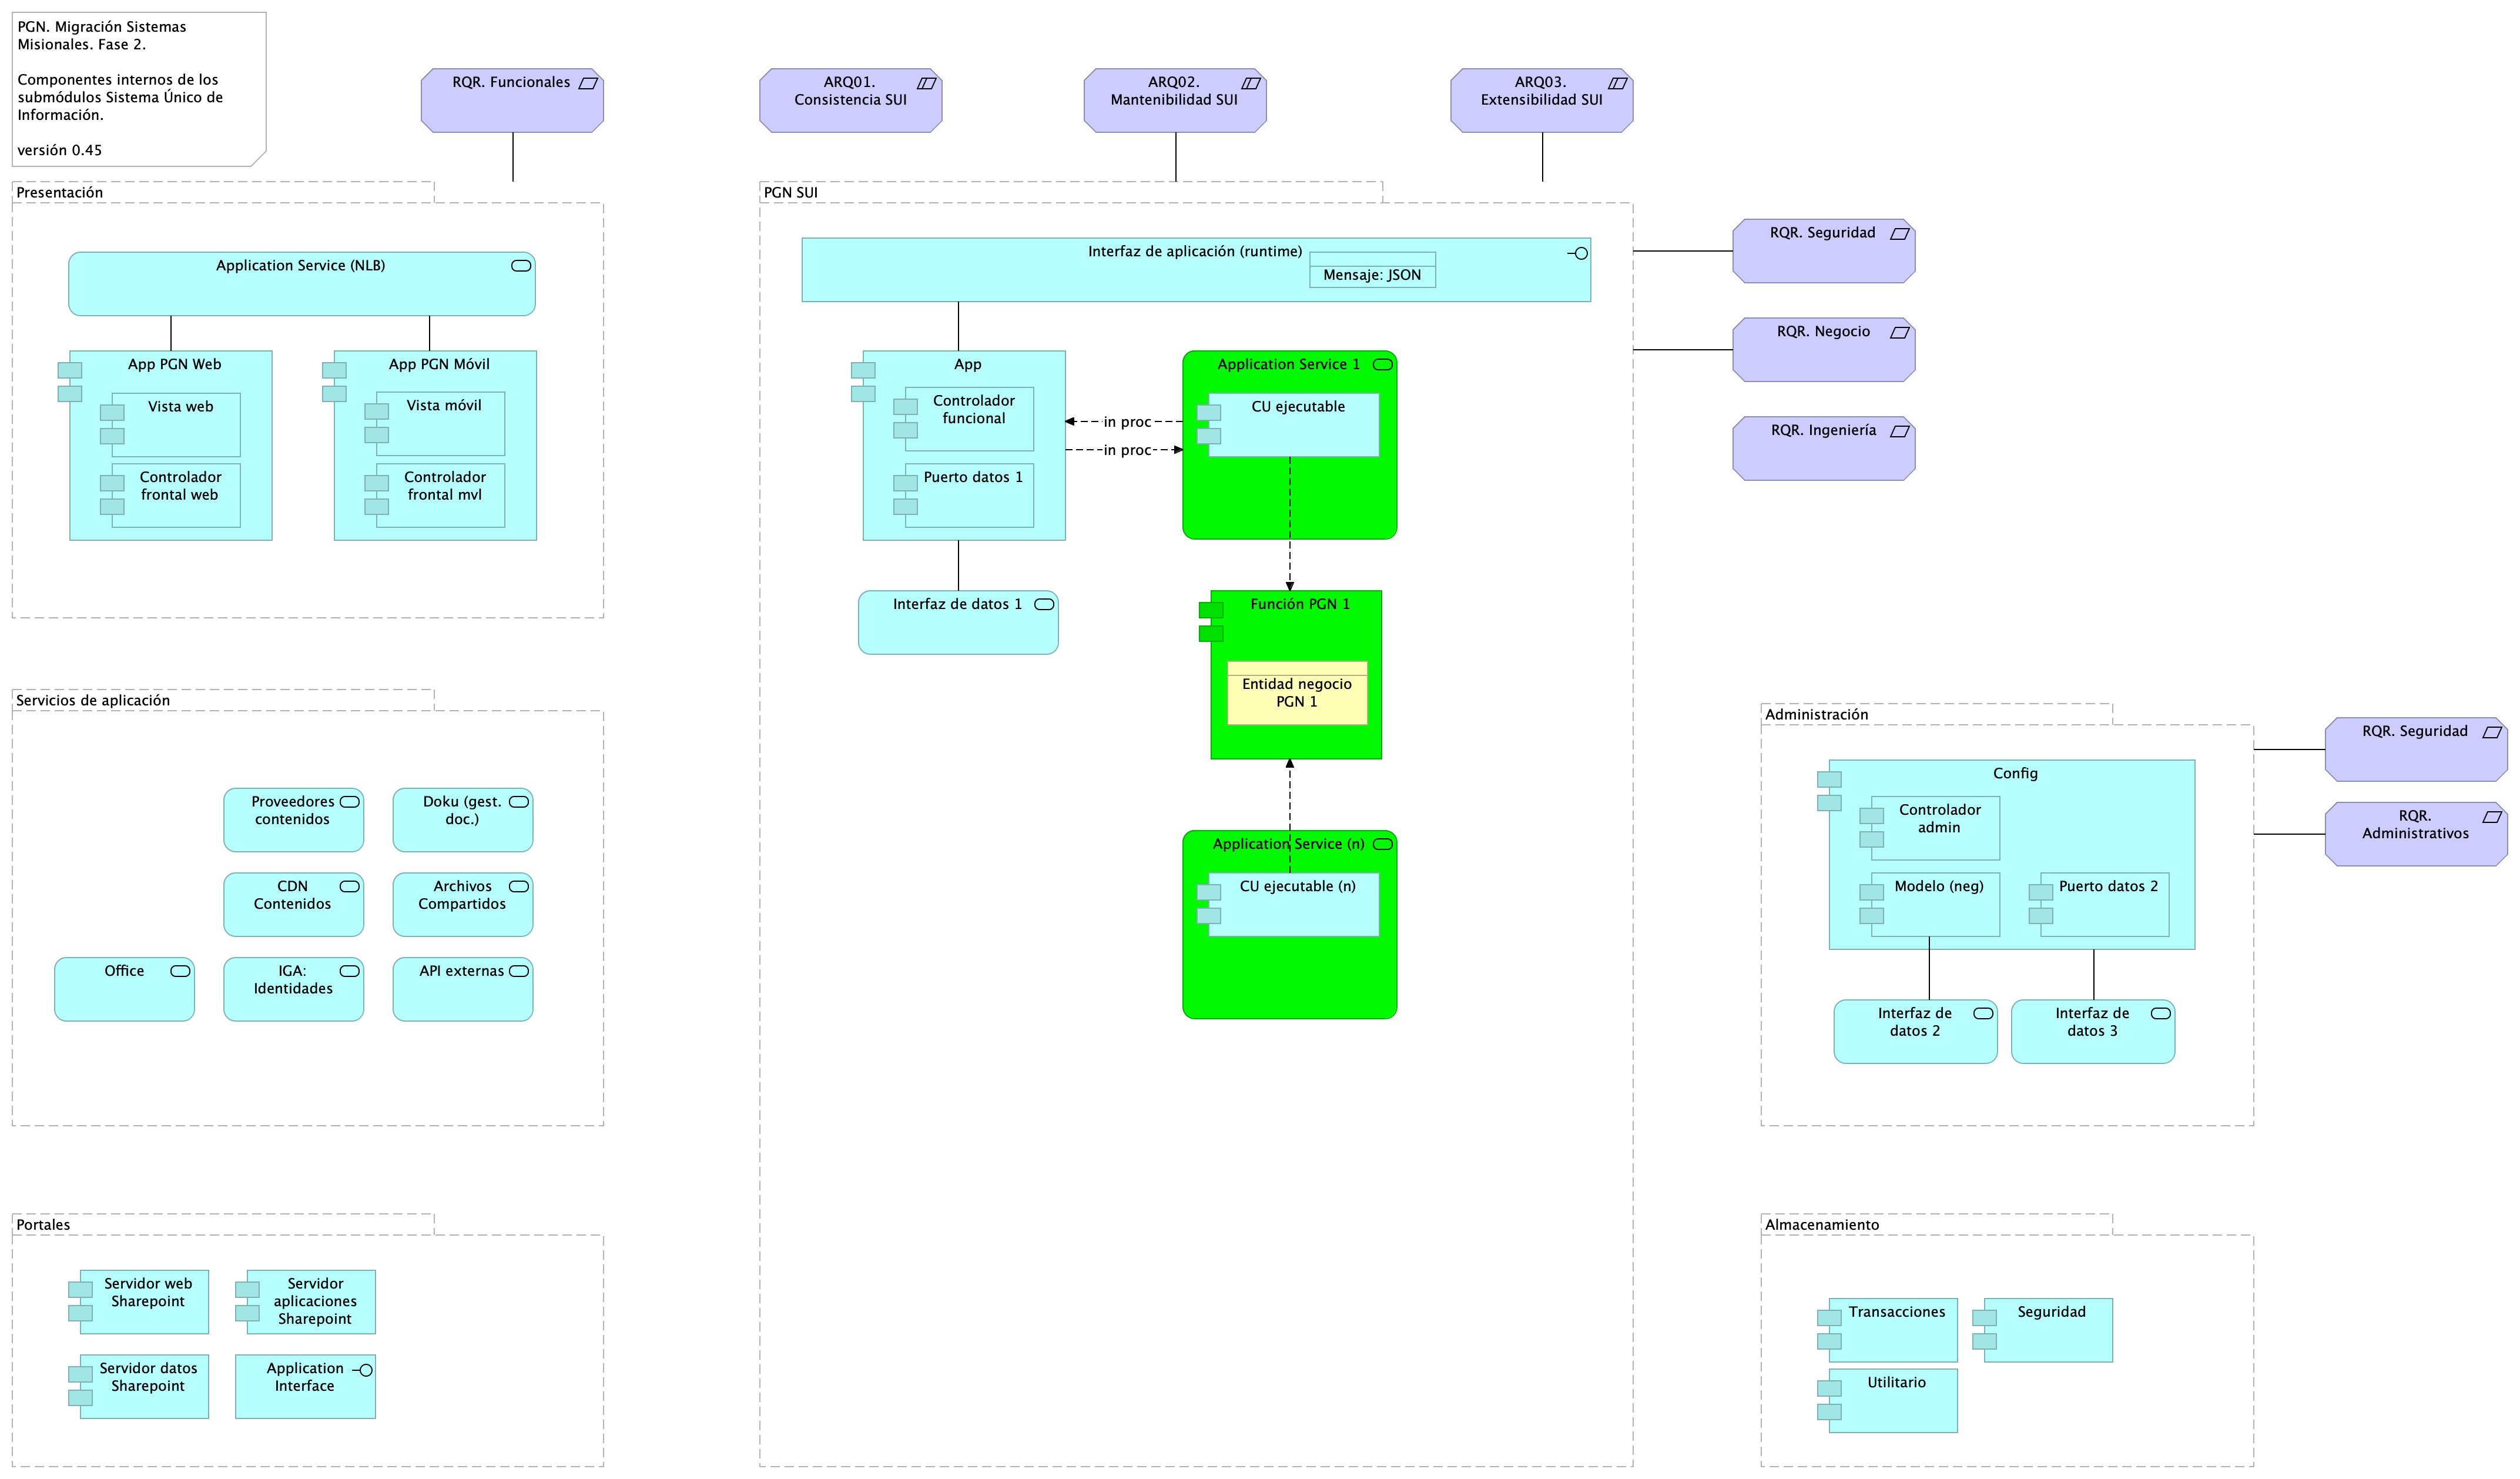 PGN. Migración Sistemas
Misionales. Fase 2.
Componentes internos de los
submódulos Sistema Único de
Información.
versión 0.45
RQR. Funcionales
ARQ01.
Consistencia SUI
ARQ02.
Mantenibilidad SUI
ARQ03.
Extensibilidad SUI
Presentación
Application Service (NLB)
App PGN Web
Vista web
Controlador
frontal web
App PGN Móvil
Vista móvil
Controlador
frontal mvl
PGN SUI
Interfaz de aplicación (runtime)
Mensaje: JSON
App
Controlador
funcional
Puerto datos 1
in proc
in proc
Application Service 1
CU ejecutable
Interfaz de datos 1
Función PGN 1
Entidad negocio
PGN 1
Application Service (n)
CU ejecutable (n)
RQR. Seguridad
RQR. Negocio
RQR. Ingeniería
Servicios de aplicación
Proveedores
contenidos
Doku (gest.
doc.)
CDN
Contenidos
Archivos
Compartidos
Office
IGA:
Identidades
API externas
Administración
Config
Controlador
admin
Modelo (neg)
Puerto datos 2
Interfaz de
datos 2
Interfaz de
datos 3
RQR. Seguridad
RQR.
Administrativos
Portales
Servidor web
Sharepoint
Servidor
aplicaciones
Sharepoint
Servidor datos
Sharepoint
Application
Interface
Almacenamiento
Transacciones
Seguridad
Utilitario